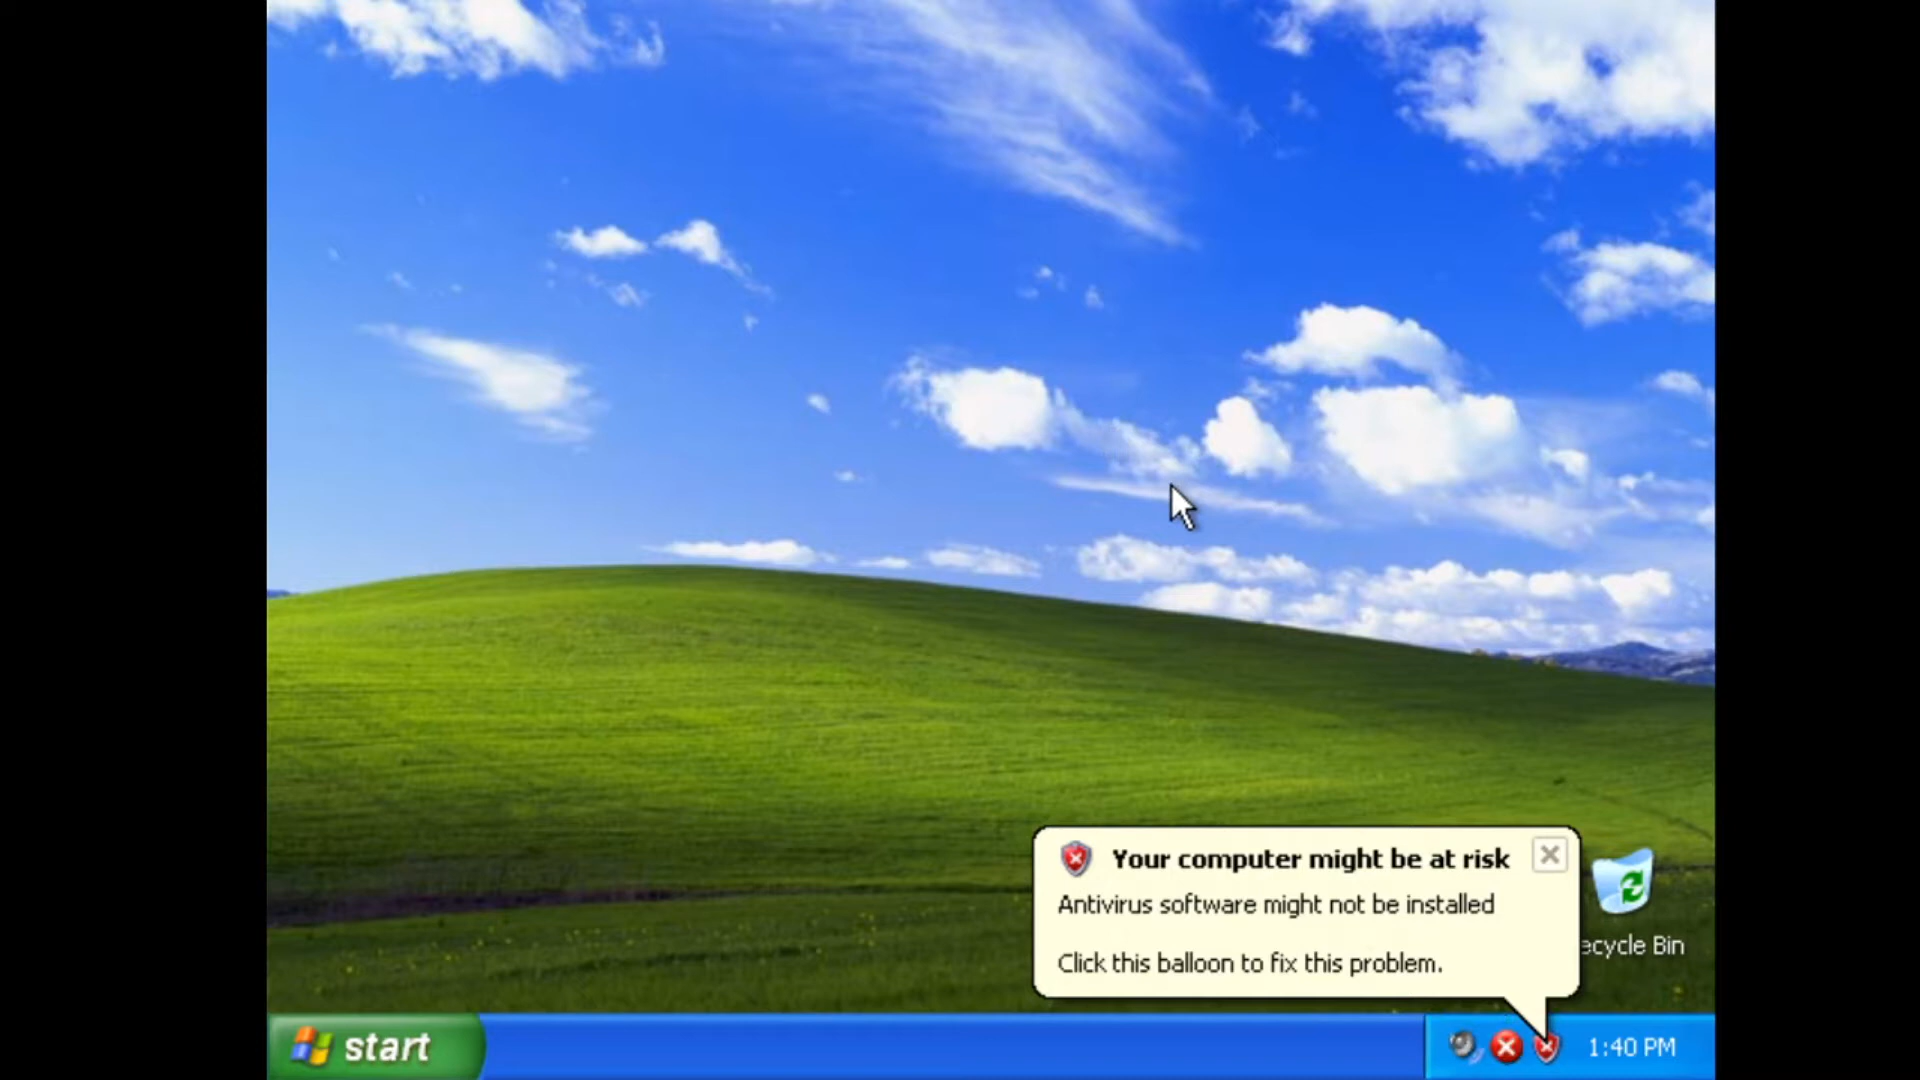 Your computer might be at risk
Antivirus software might not be installed
Click this balloon to fix this problem.
ecycle Bin
start
1:40 PM